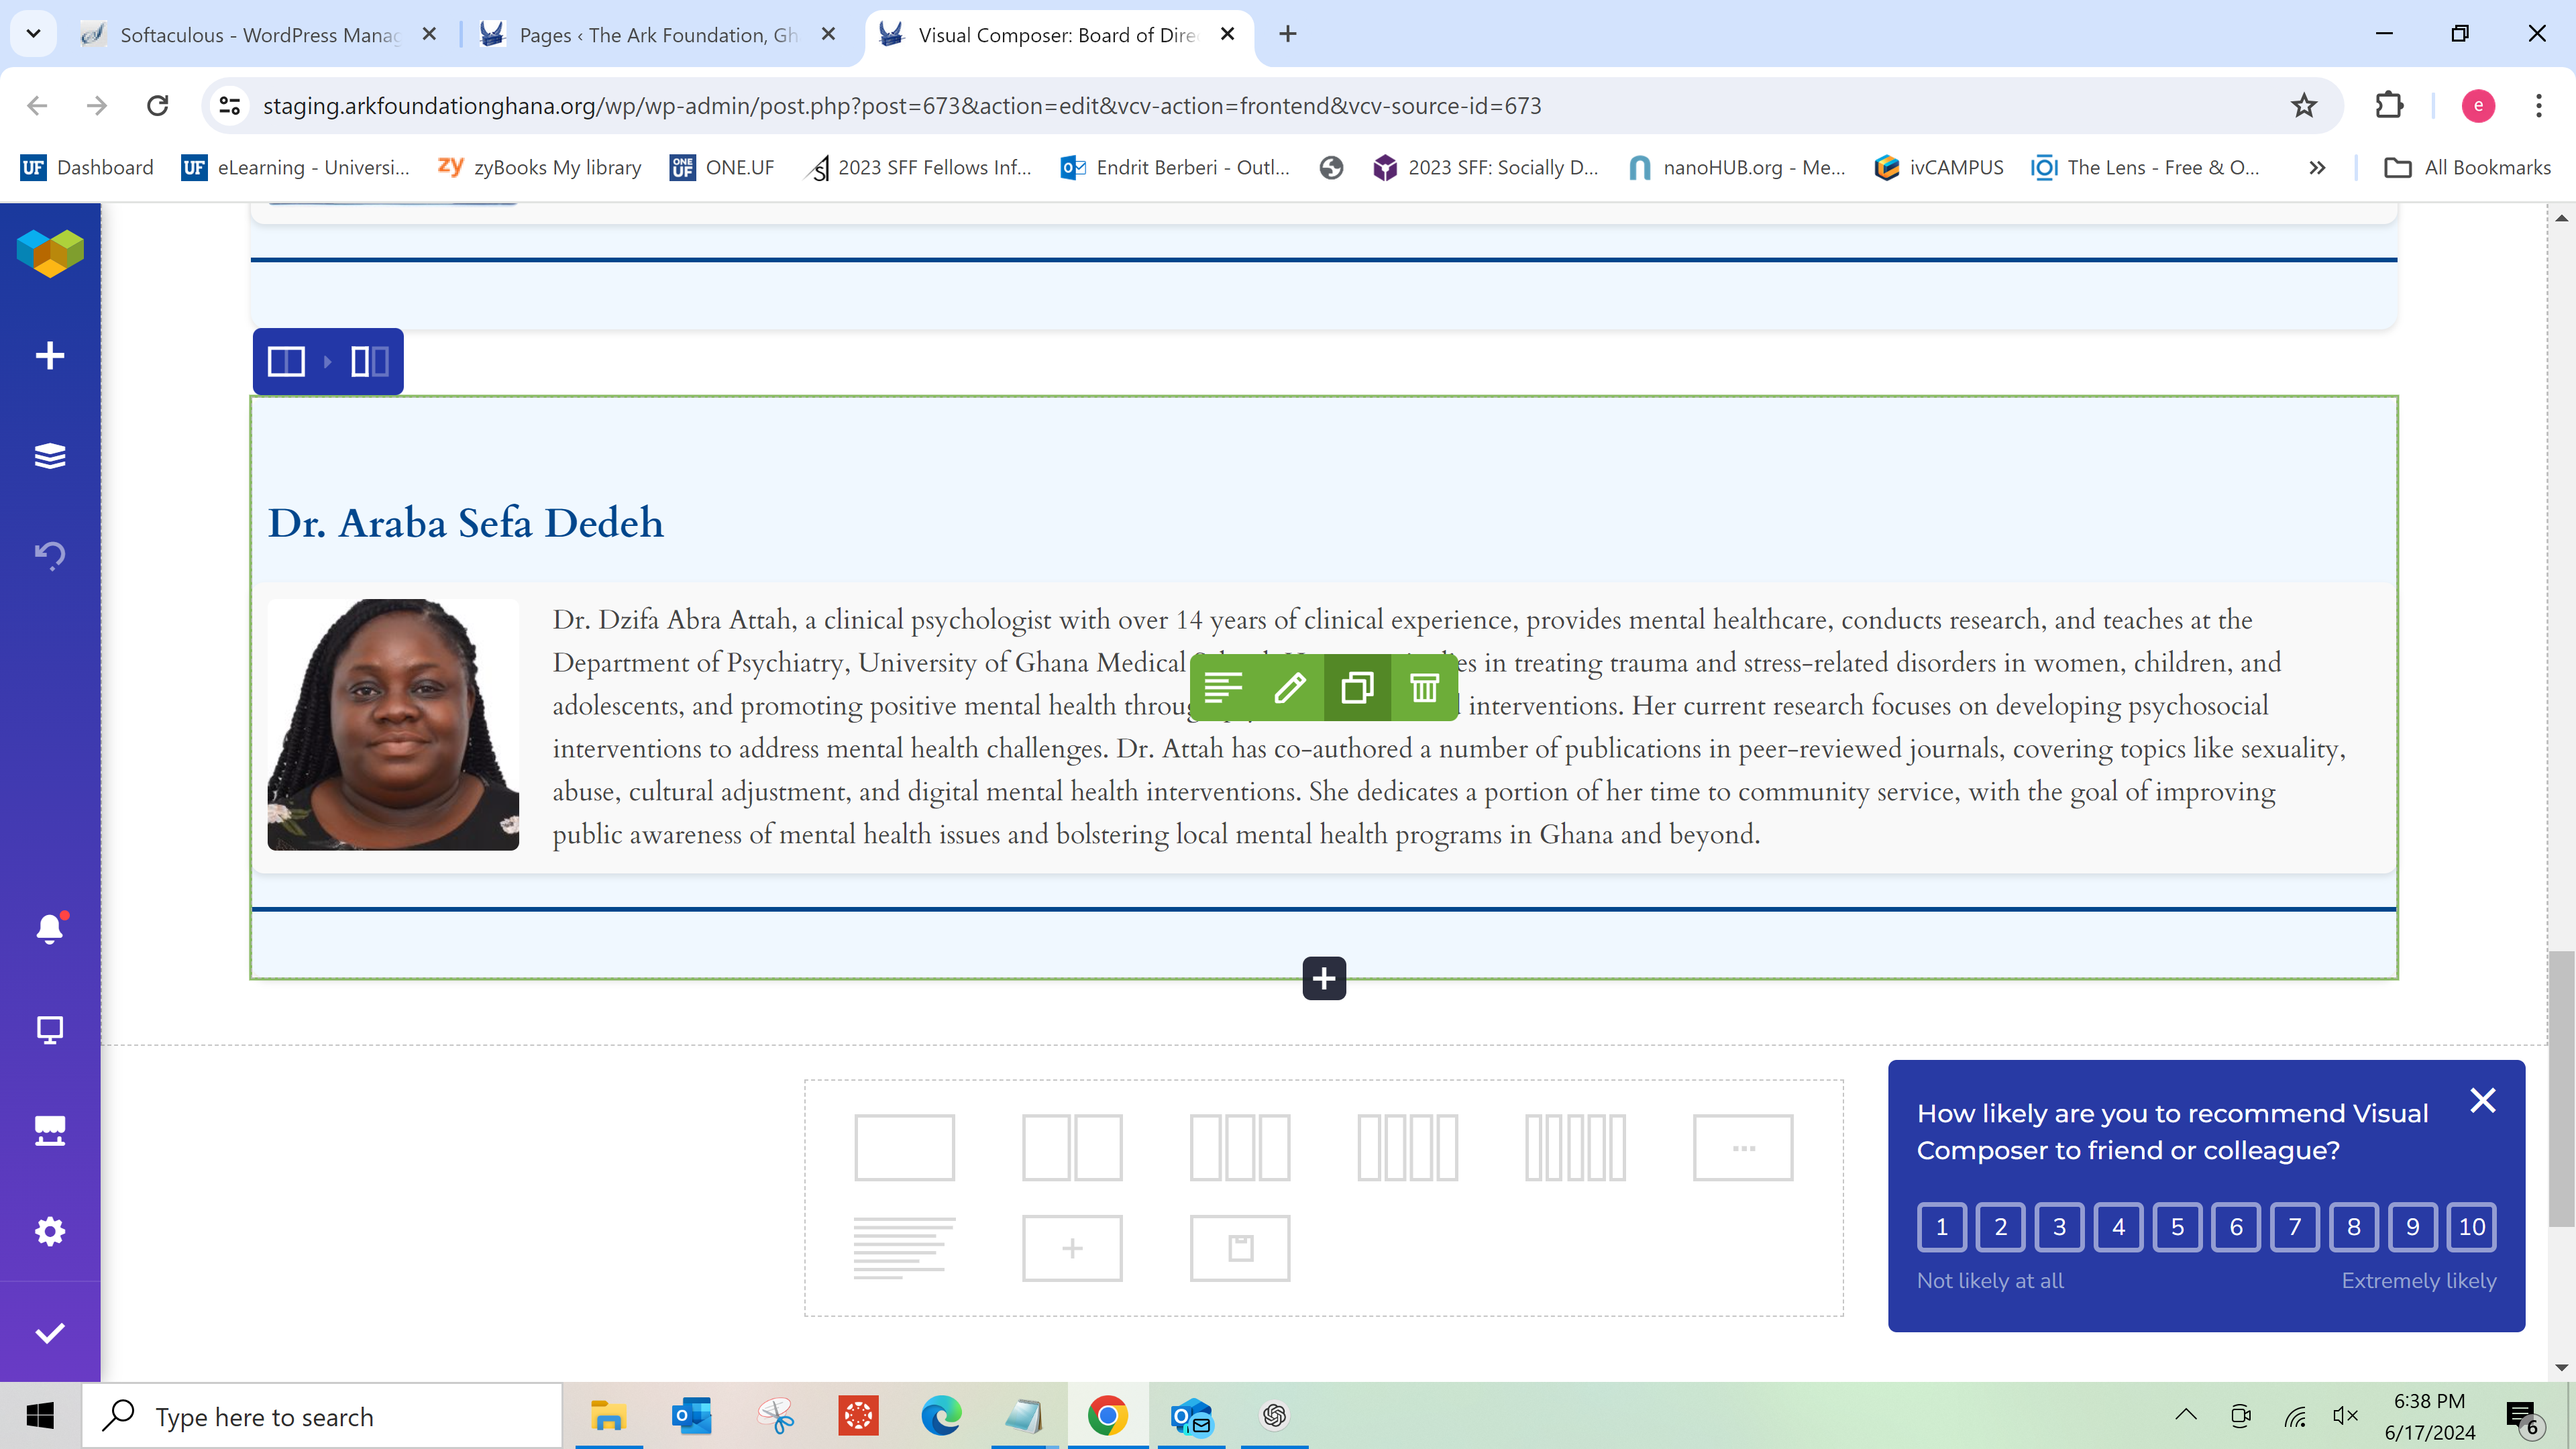 Softaculous - WordPress Manag
Pages ‹ The Ark Foundation, Gh
Visual Composer: Board of Dire
staging.arkfoundationghana.org/wp/wp-admin/post.php?post=673&action=edit&vcv-action=frontend&vcv-source-id=673
e
UF Dashboard
UF eLearning - Universi...
zy zyBooks My library
ONE UF ONE.UF
2023 SFF Fellows Inf...
Endrit Berberi - Outl...
2023 SFF: Socially D...
nanoHUB.org - Me...
ivCAMPUS
The Lens - Free & O...
All Bookmarks
Dr. Araba Sefa Dedeh
Dr. Dzifa Abra Attah, a clinical psychologist with over 14 years of clinical experience, provides mental healthcare, conducts research, and teaches at the
Department of Psychiatry, University of Ghana Medical in treating trauma and stress-related disorders in women, children, and
adolescents, and promoting positive mental health interventions. Her current research focuses on developing psychosocial
interventions to address mental health challenges. Dr. Attah has co-authored a number of publications in peer-reviewed journals, covering topics like sexuality,
abuse, cultural adjustment, and digital mental health interventions. She dedicates a portion of her time to community service, with the goal of improving
public awareness of mental health issues and bolstering local mental health programs in Ghana and beyond.
How likely are you to recommend Visual
Composer to friend or colleague?
1 2 3 4 5 6 7 8 9 10
Not likely at all Extremely likely
Type here to search
6:38 PM
6/17/2024
6